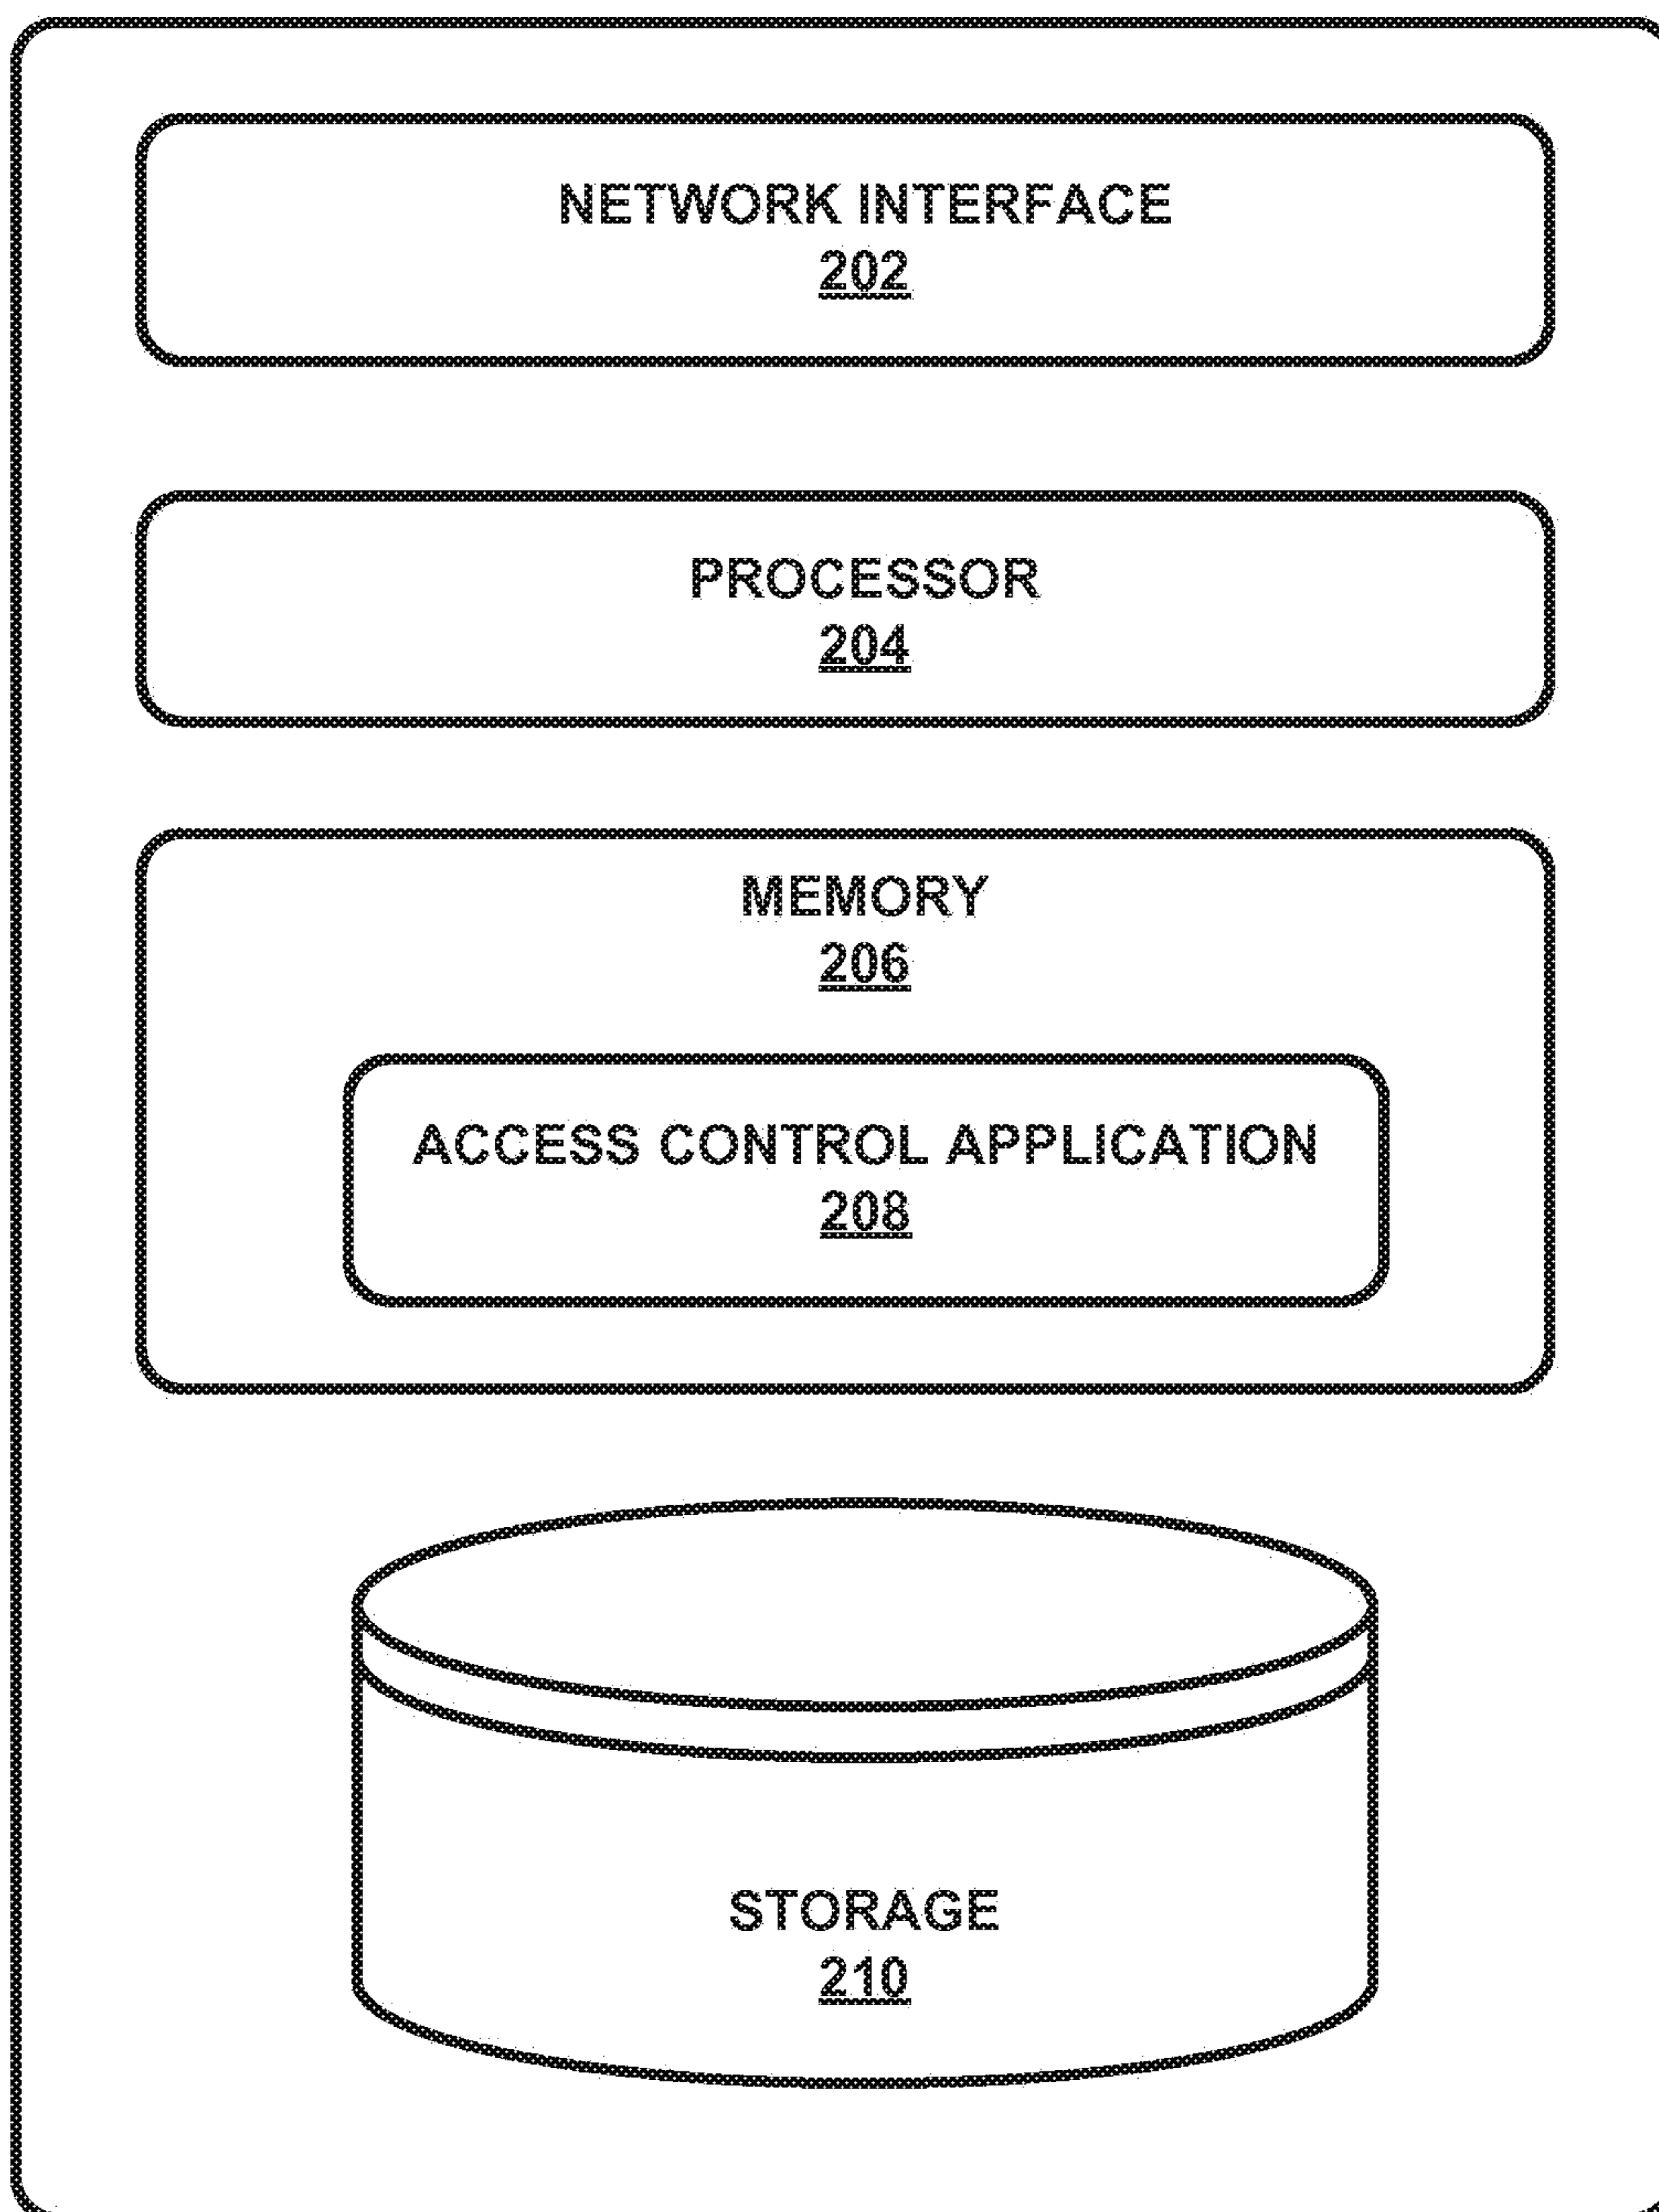 NETWORK INTERFACE
202
PROCESSOR
204
MEMORY
206
ACCESS CONTROL APPLICATION
208
STORAGE
210